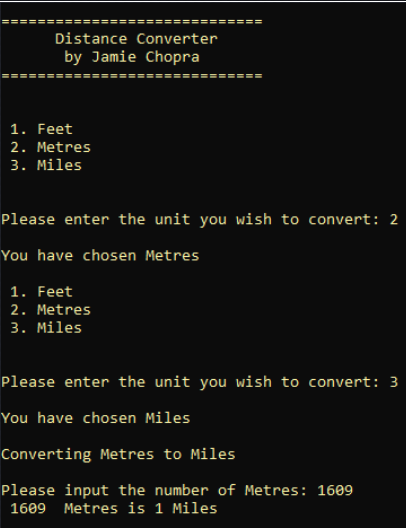 =============================
Distance Converter
by Jamie Chopra
=============================
1. Feet
2. Metres
3. Miles
Please enter the unit you wish to convert: 2
You have chosen Metres
1. Feet
2. Metres
3. Miles
Please enter the unit you wish to convert: 3
You have chosen Miles
Converting Metres to Miles
Please input the number of Metres: 1609
1609  Metres is 1 Miles